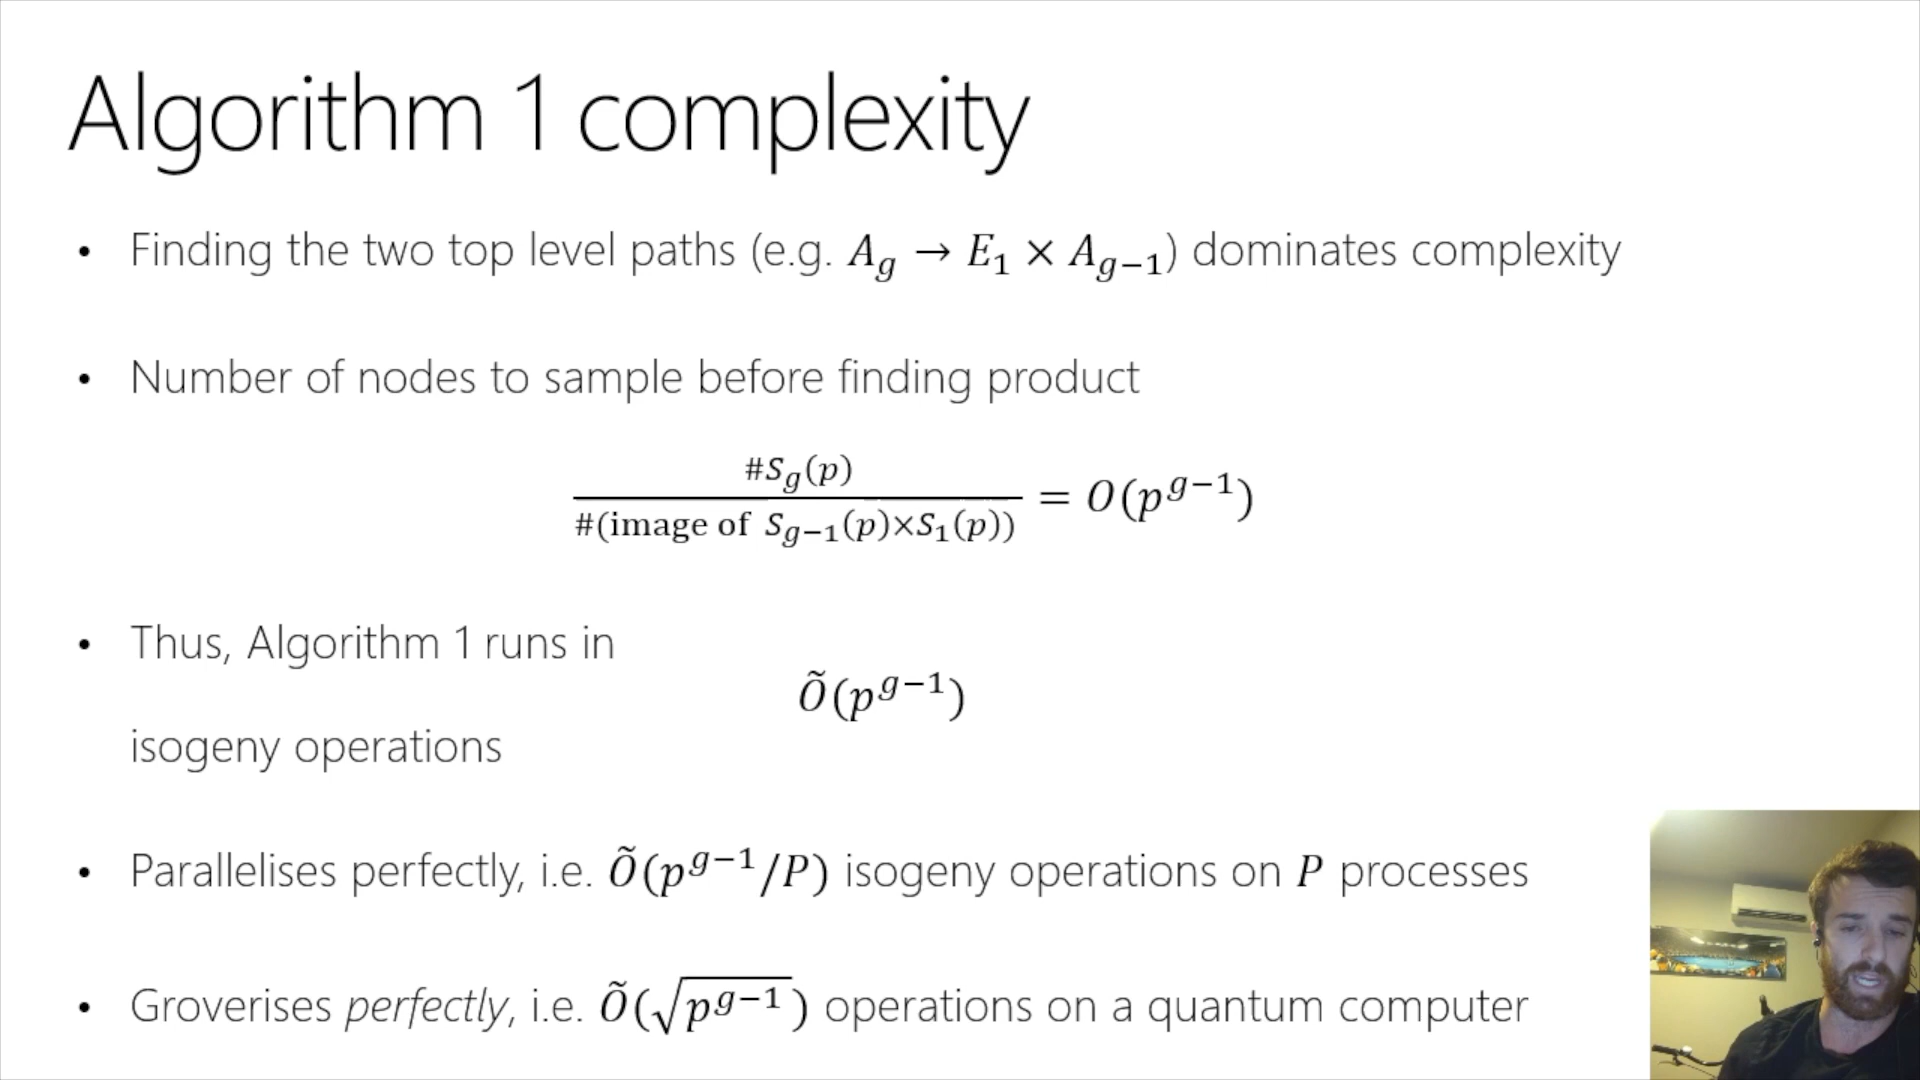 Algorithm 1 complexity
• Finding the two top level paths (e.g. A_g → E_1 × A_{g−1}) dominates complexity
• Number of nodes to sample before finding product
#S_g(p)
#(image of S_{g−1}(p)×S_1(p))
= O(p^{g−1})
• Thus, Algorithm 1 runs in
Õ(p^{g−1})
isogeny operations
• Parallelises perfectly, i.e. Õ(p^{g−1}/P) isogeny operations on P processes
• Groverises perfectly, i.e. Õ(√(p^{g−1})) operations on a quantum computer